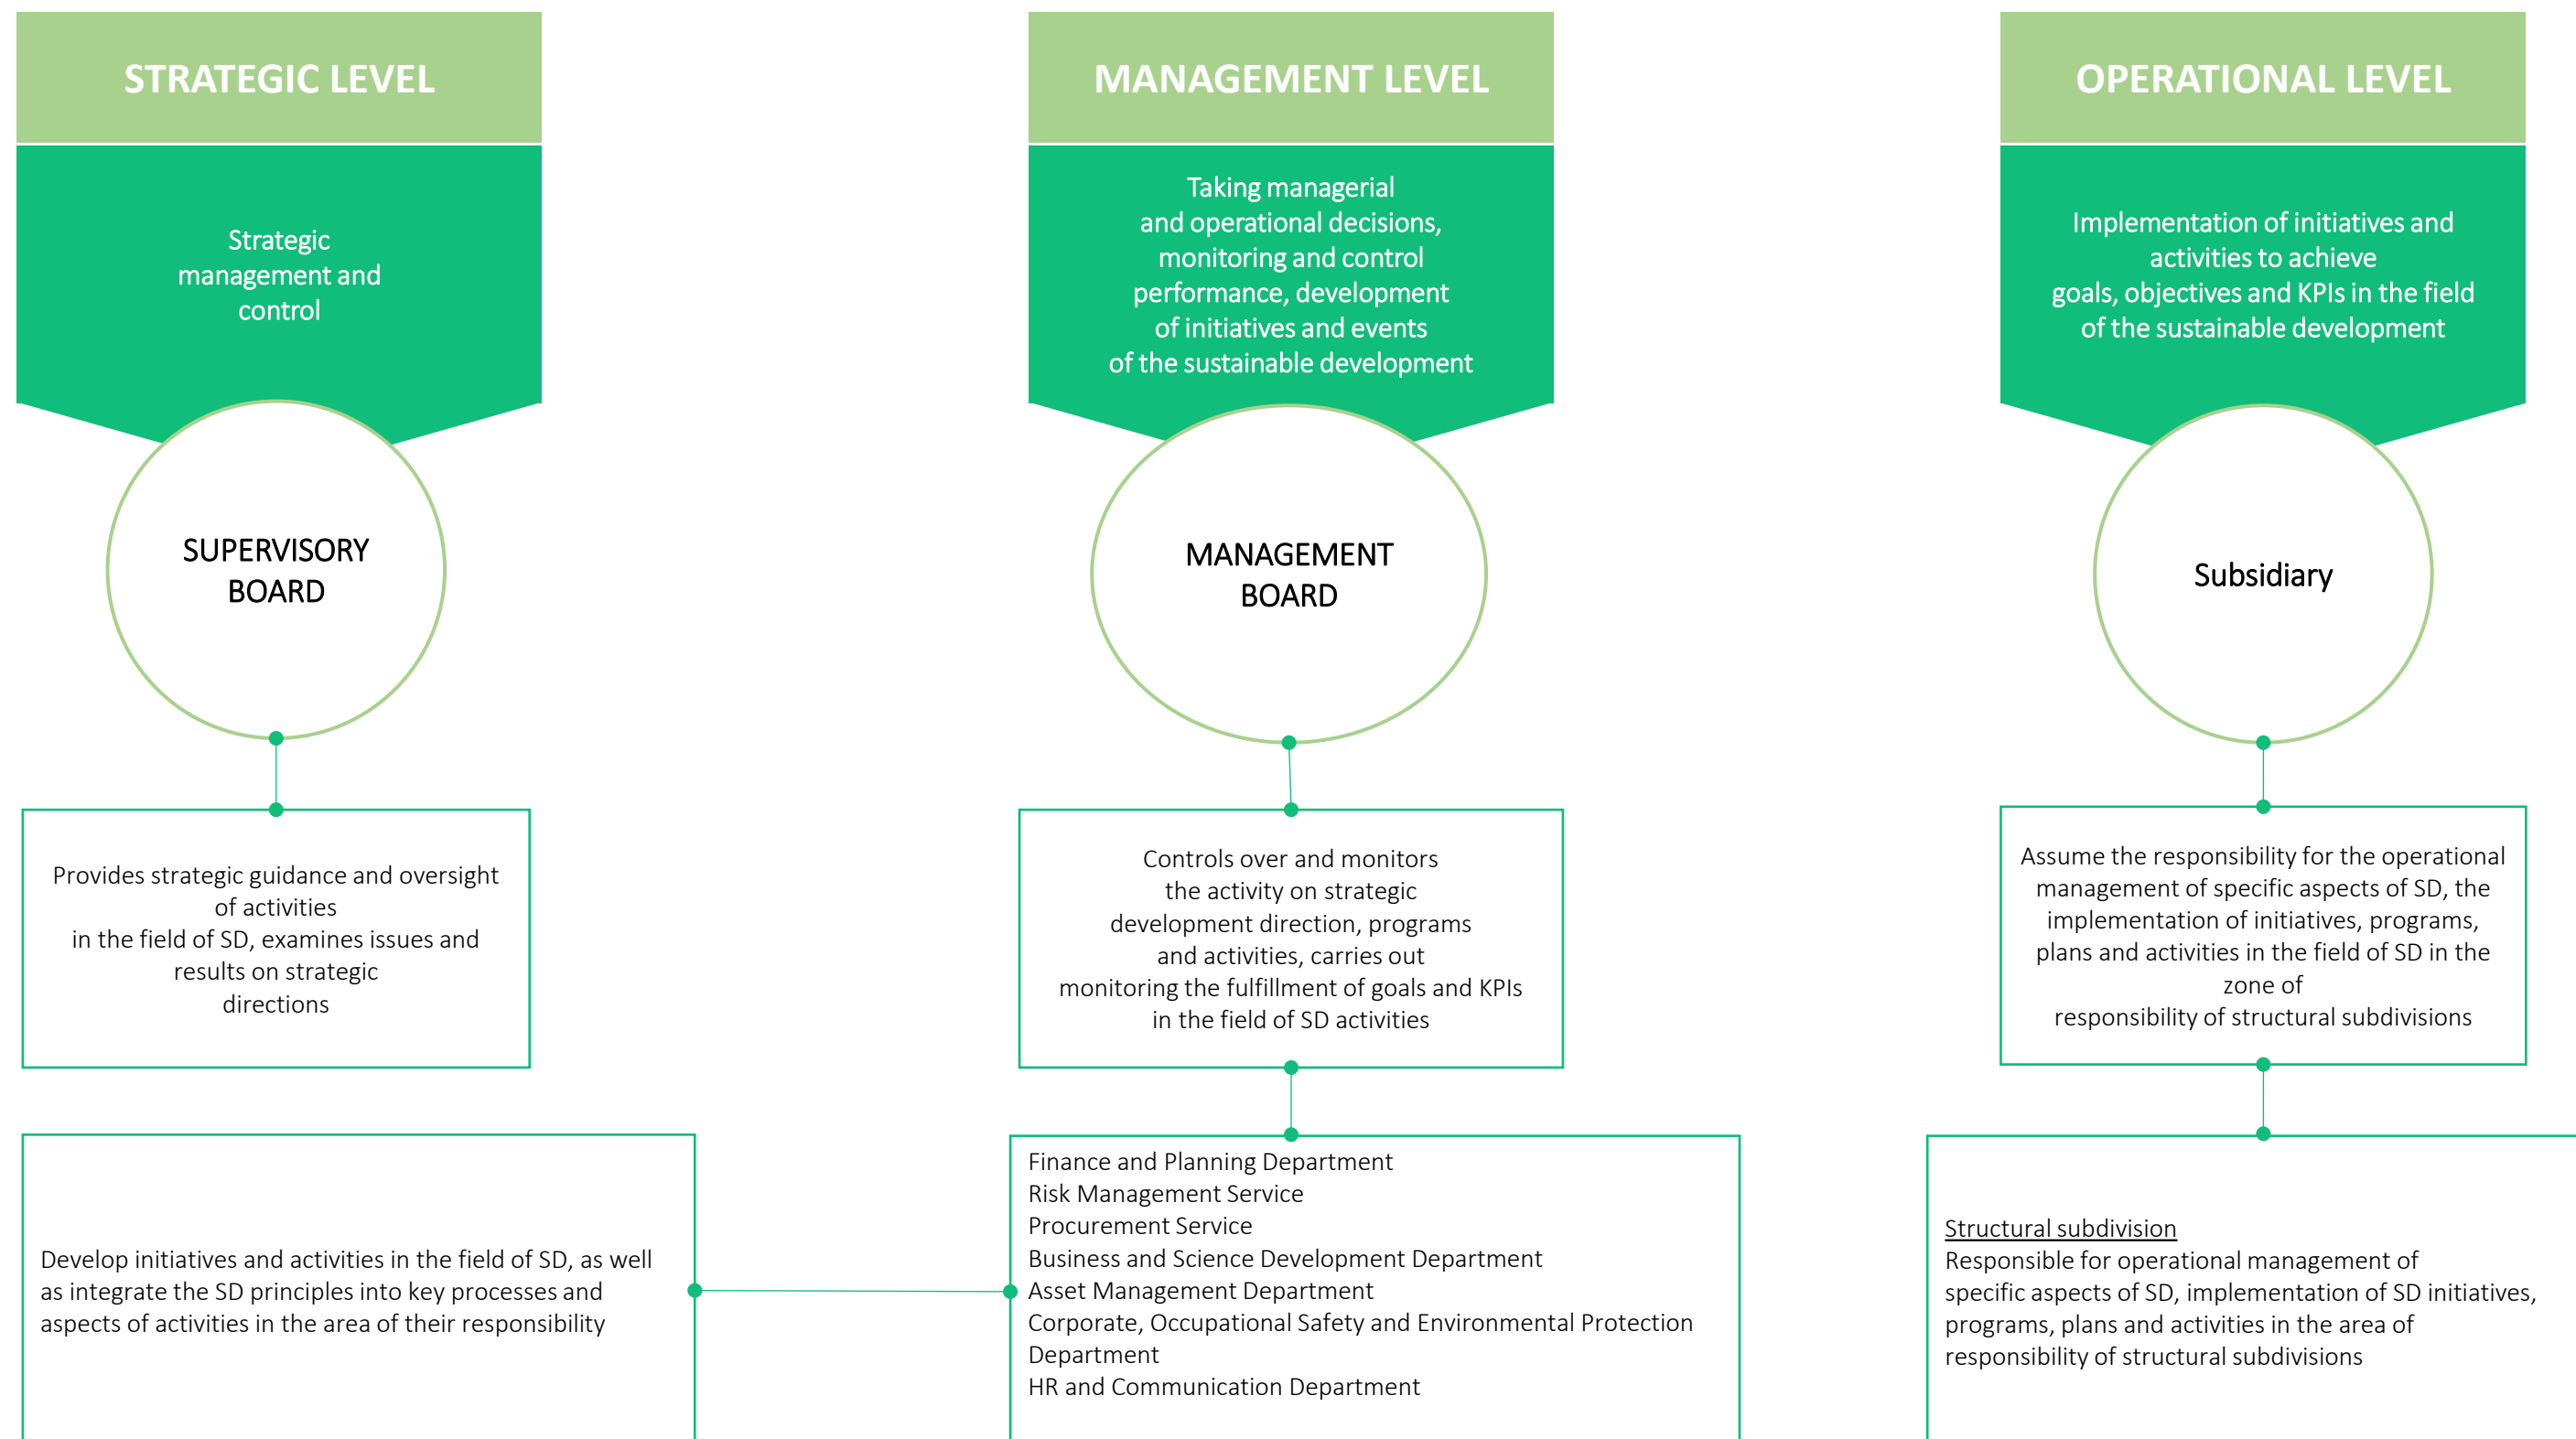 STRATEGIC LEVEL
Strategic
management and
control
SUPERVISORY
BOARD
Provides strategic guidance and oversight
of activities
in the field of SD, examines issues and
results on strategic
directions
Develop initiatives and activities in the field of SD, as well
as integrate the SD principles into key processes and
aspects of activities in the area of their responsibility
MANAGEMENT LEVEL
Taking managerial
and operational decisions,
monitoring and control
performance, development
of initiatives and events
of the sustainable development
MANAGEMENT
BOARD
Controls over and monitors
the activity on strategic
development direction, programs
and activities, carries out
monitoring the fulfillment of goals and KPIs
in the field of SD activities
Finance and Planning Department
Risk Management Service
Procurement Service
Business and Science Development Department
Asset Management Department
Corporate, Occupational Safety and Environmental Protection
Department
HR and Communication Department
OPERATIONAL LEVEL
Implementation of initiatives and
activities to achieve
goals, objectives and KPIs in the field
of the sustainable development
Subsidiary
Assume the responsibility for the operational
management of specific aspects of SD, the
implementation of initiatives, programs,
plans and activities in the field of SD in the
zone of
responsibility of structural subdivisions
Structural subdivision
Responsible for operational management of
specific aspects of SD, implementation of SD initiatives,
programs, plans and activities in the area of
responsibility of structural subdivisions